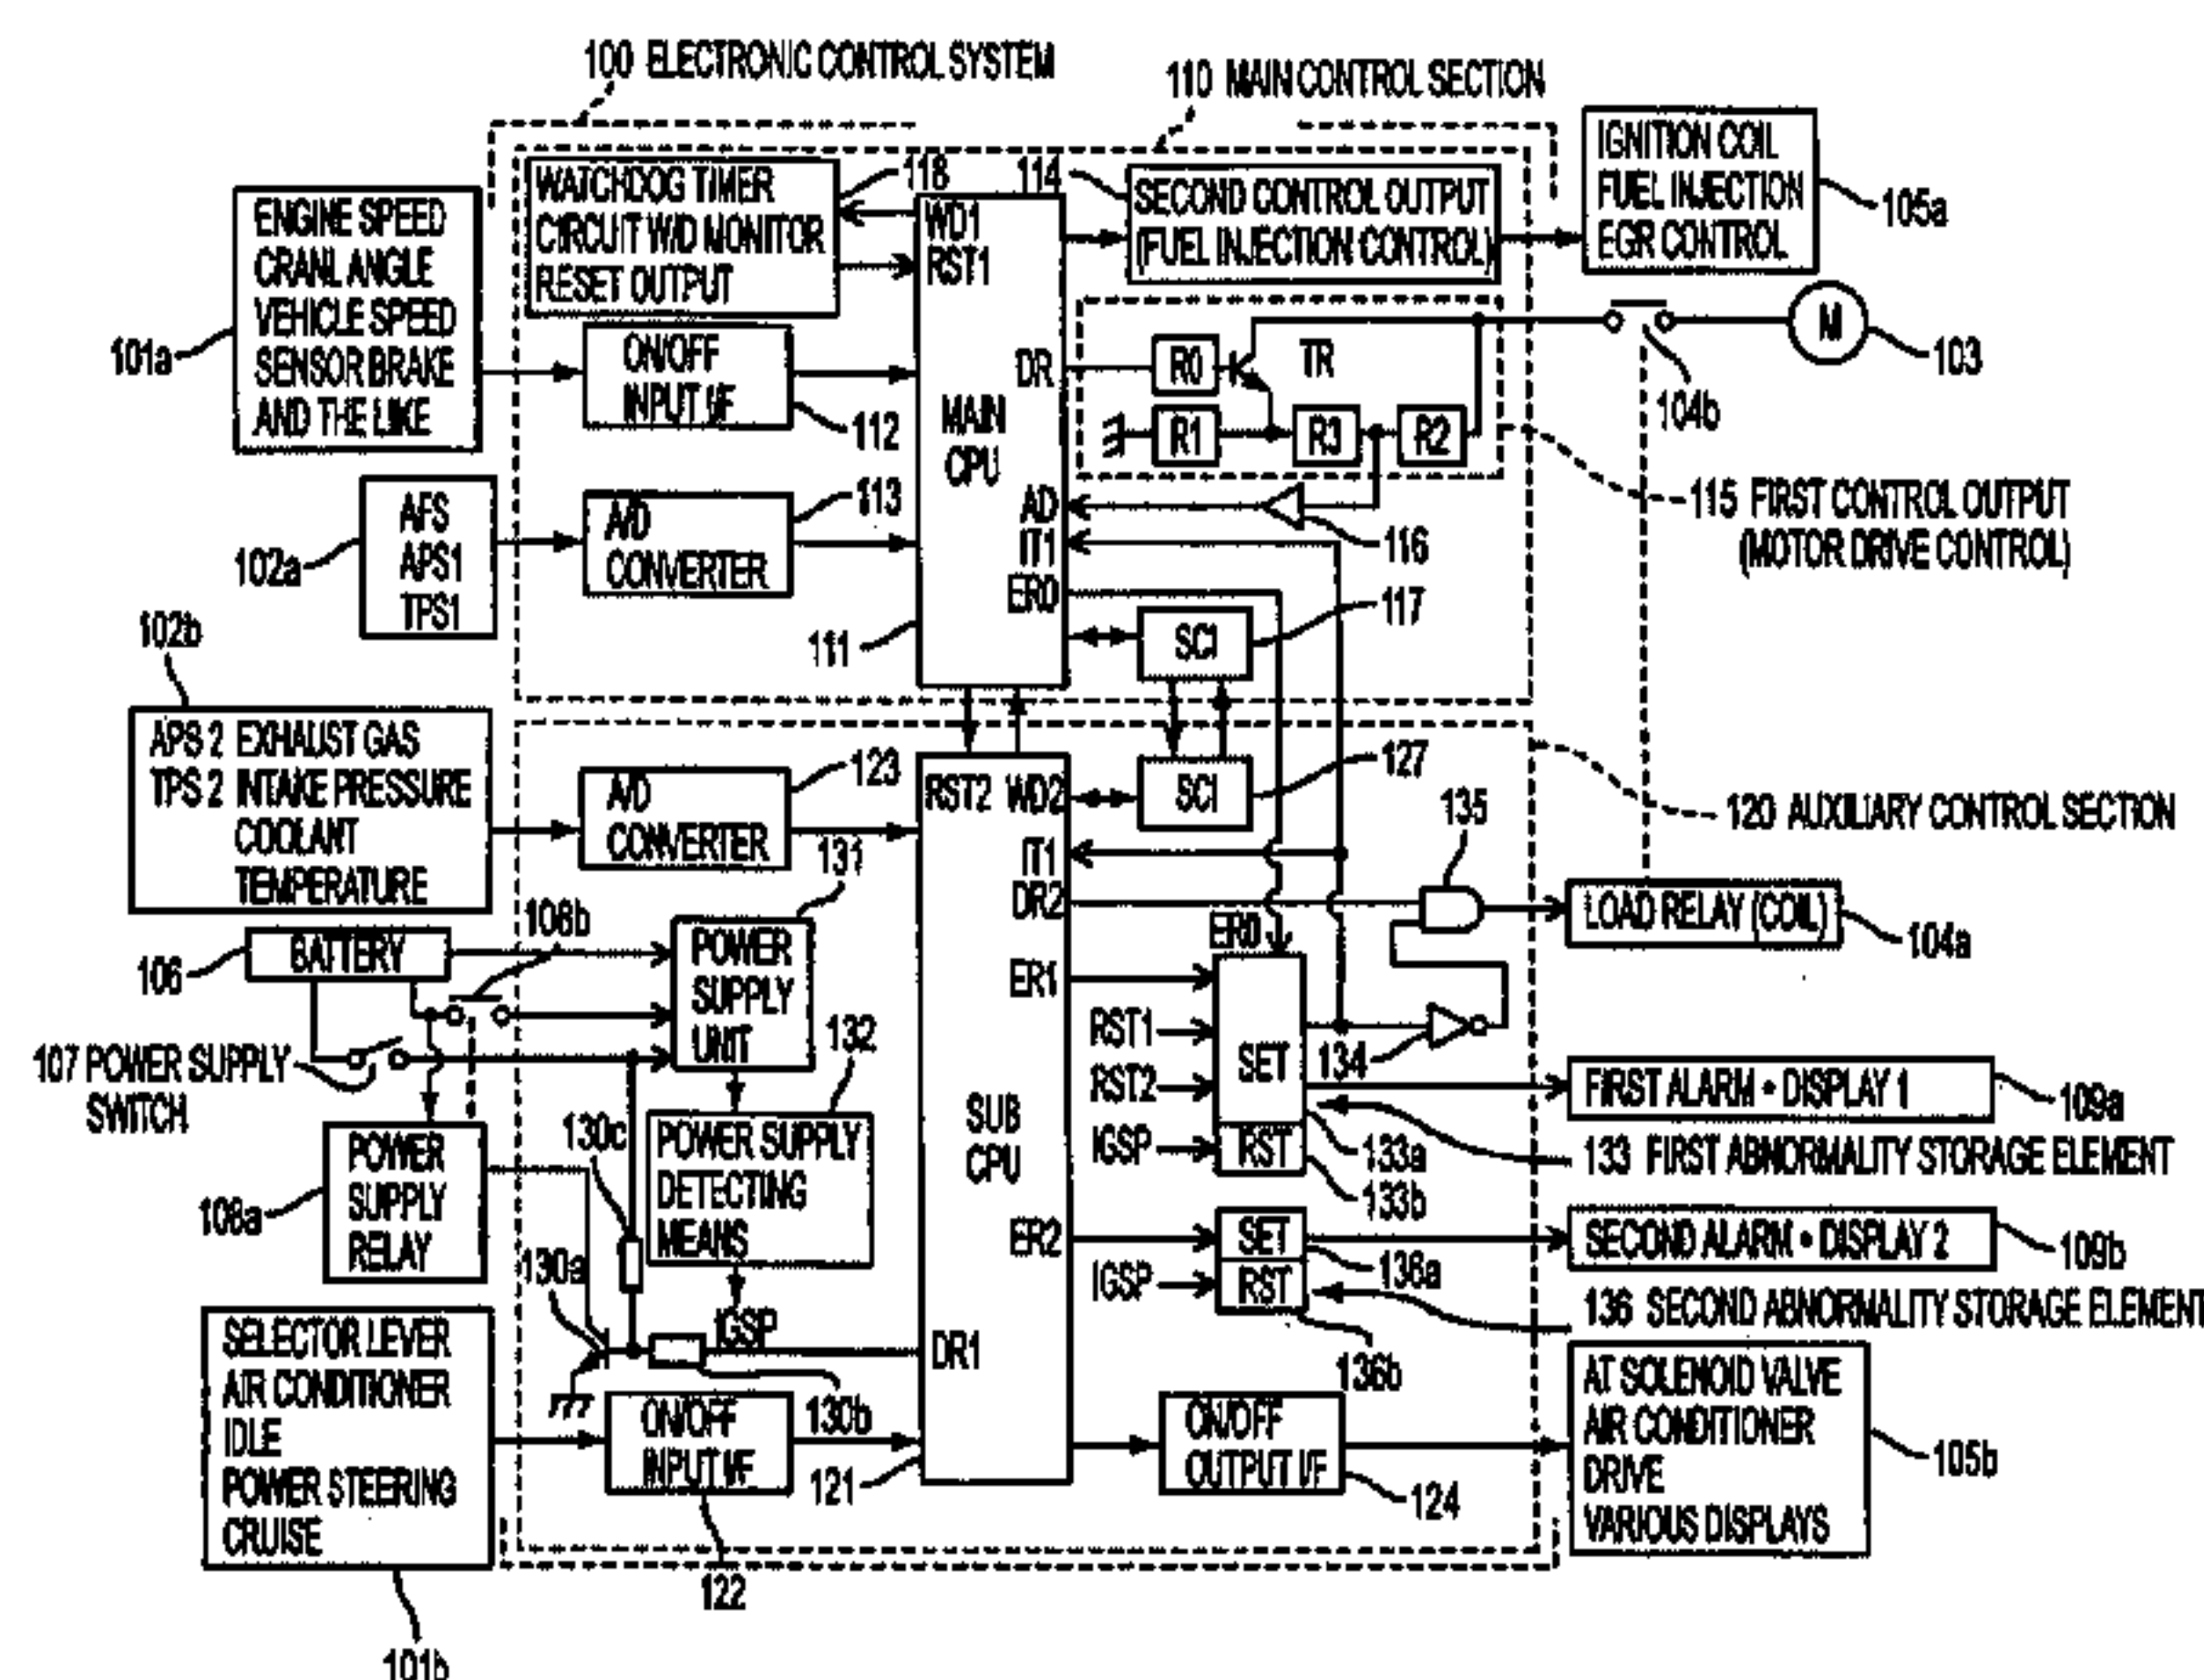 100 ELECTRONIC CONTROL SYSTEM
110 MAIN CONTROL SECTION
WATCHDOG TIMER
CIRCUIT W/D MONITOR
RESET OUTPUT
118
WD1
RST1
114
SECOND CONTROL OUTPUT
(FUEL INJECTION CONTROL)
IGNITION COIL
FUEL INJECTION
EGR CONTROL
105a
ENGINE SPEED
CRANL ANGLE
VEHICLE SPEED
SENSOR BRAKE
AND THE LIKE
101a
ON/OFF
INPUT I/F
112
MAIN
CPU
DR
R0
TR
R1
R3
R2
M
103
104b
AFS
APS1
TPS1
102a
A/D
CONVERTER
113
AD
IT1
ER0
116
115 FIRST CONTROL OUTPUT
(MOTOR DRIVE CONTROL)
111
SCI
117
102b
APS 2 EXHAUST GAS
TPS 2 INTAKE PRESSURE
COOLANT
TEMPERATURE
A/D
CONVERTER
123
RST2
WD2
SCI
127
IT1
DR2
135
120 AUXILIARY CONTROL SECTION
LOAD RELAY (COIL)
104a
106
BATTERY
108b
131
POWER
SUPPLY
UNIT
107 POWER SUPPLY
SWITCH
ER1
ER0
RST1
RST2
IGSP
SET
RST
134
133a
133b
FIRST ALARM • DISPLAY 1
109a
133 FIRST ABNORMALITY STORAGE ELEMENT
132
POWER SUPPLY
DETECTING
MEANS
130c
SUB
CPU
108a
POWER
SUPPLY
RELAY
130a
IGSP
130b
DR1
ER2
IGSP
SET
RST
136a
136b
SECOND ALARM • DISPLAY 2
109b
136 SECOND ABNORMALITY STORAGE ELEMENT
SELECTOR LEVER
AIR CONDITIONER
IDLE
POWER STEERING
CRUISE
101b
ON/OFF
INPUT I/F
122
121
ON/OFF
OUTPUT I/F
124
AT SOLENOID VALVE
AIR CONDITIONER
DRIVE
VARIOUS DISPLAYS
105b